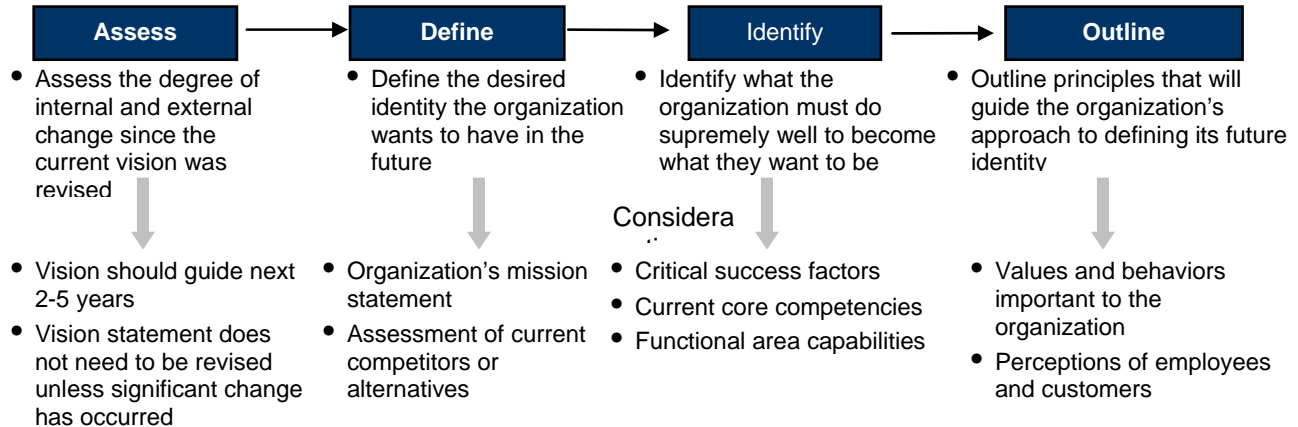 Assess
Define
Identify
Outline
• Assess the degree of
internal and external
change since the
current vision was
revised
• Define the desired
identity the organization
wants to have in the
future
• Identify what the
organization must do
supremely well to become
what they want to be
• Outline principles that will
guide the organization’s
approach to defining its future
identity
Considera
• Vision should guide next
2-5 years
• Vision statement does
not need to be revised
unless significant change
has occurred
• Organization’s mission
statement
• Assessment of current
competitors or
alternatives
• Critical success factors
• Current core competencies
• Functional area capabilities
• Values and behaviors
important to the
organization
• Perceptions of employees
and customers